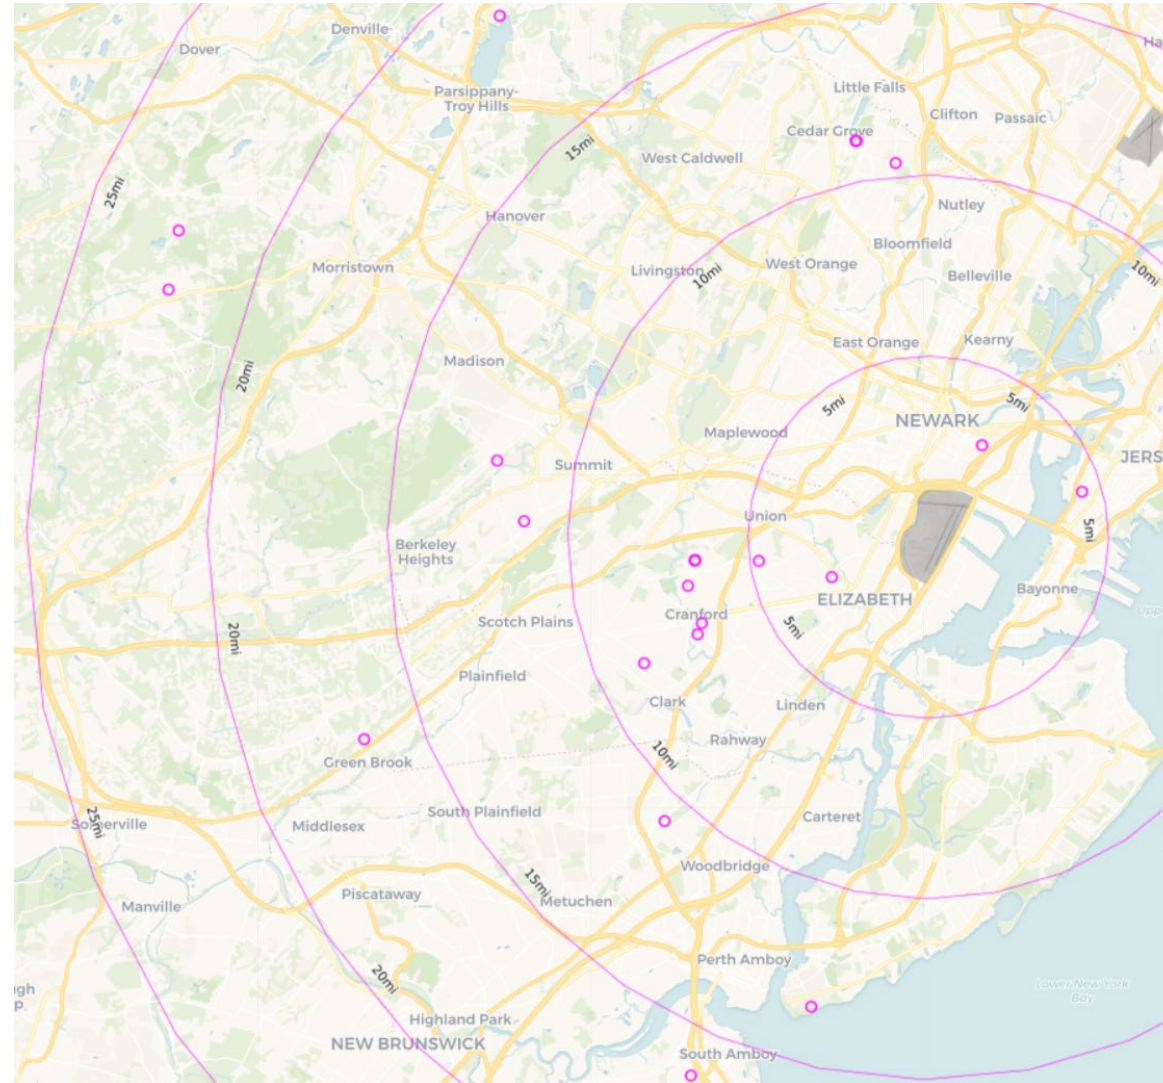 Denville
Dover
Ha
Parsippany-
Troy Hills
Little Falls
Clifton
Passaic
Cedar Grove
15mi
West Caldwell
25mi
Nutley
Hanover
Bloomfield
Morristown
Livingston
10mi
West Orange
Belleville
10mi
East Orange
Kearny
Madison
20mi
5mi
5mi
NEWARK
Maplewood
JERS
Summit
Union
5mi
Berkeley
Heights
Bayonne
ELIZABETH
Uppe
Cranford
Scotch Plains
5mi
20mi
Plainfield
Clark
Linden
Rahway
10mi
Green Brook
South Plainfield
Carteret
25mi
Somerville
Middlesex
Woodbridge
15mi
Piscataway
Metuchen
Manville
Perth Amboy
20mi
Lower New York
Bay
ugh
p.
Highland Park
NEW BRUNSWICK
South Amboy